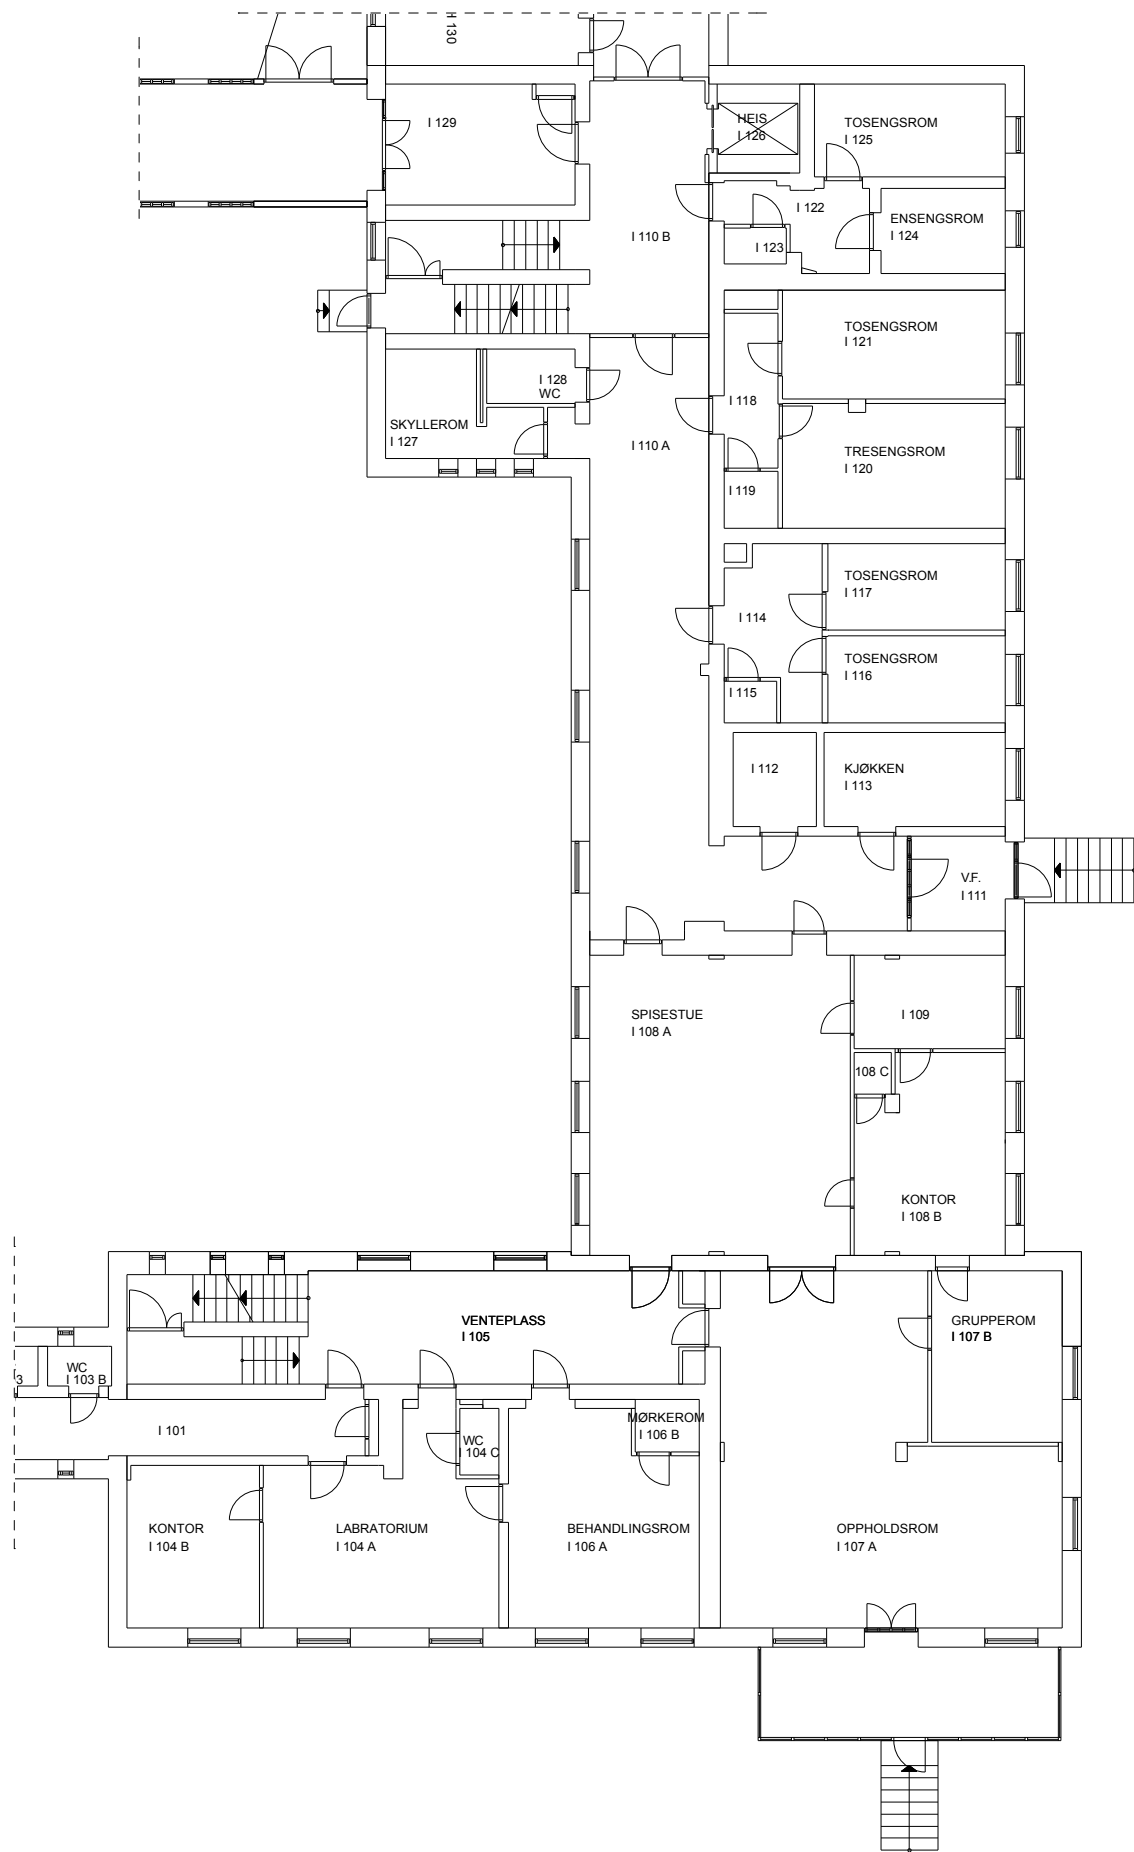 H 130
I 129
HEIS
I 126
TOSENGSROM
I 125
I 122
ENSENGSROM
I 124
I 110 B
I 123
TOSENGSROM
I 121
I 128
WC
I 118
SKYLLEROM
I 127
I 110 A
TRESENGSROM
I 120
I 119
TOSENGSROM
I 117
I 114
TOSENGSROM
I 116
I 115
I 112
KJØKKEN
I 113
V.F.
I 111
SPISESTUE
I 108 A
I 109
108 C
KONTOR
I 108 B
VENTEPLASS
I 105
GRUPPEROM
I 107 B
WC
I 103 B
3
I 101
MØRKEROM
I 106 B
WC
I 104 C
KONTOR
I 104 B
LABRATORIUM
I 104 A
BEHANDLINGSROM
I 106 A
OPPHOLDSROM
I 107 A